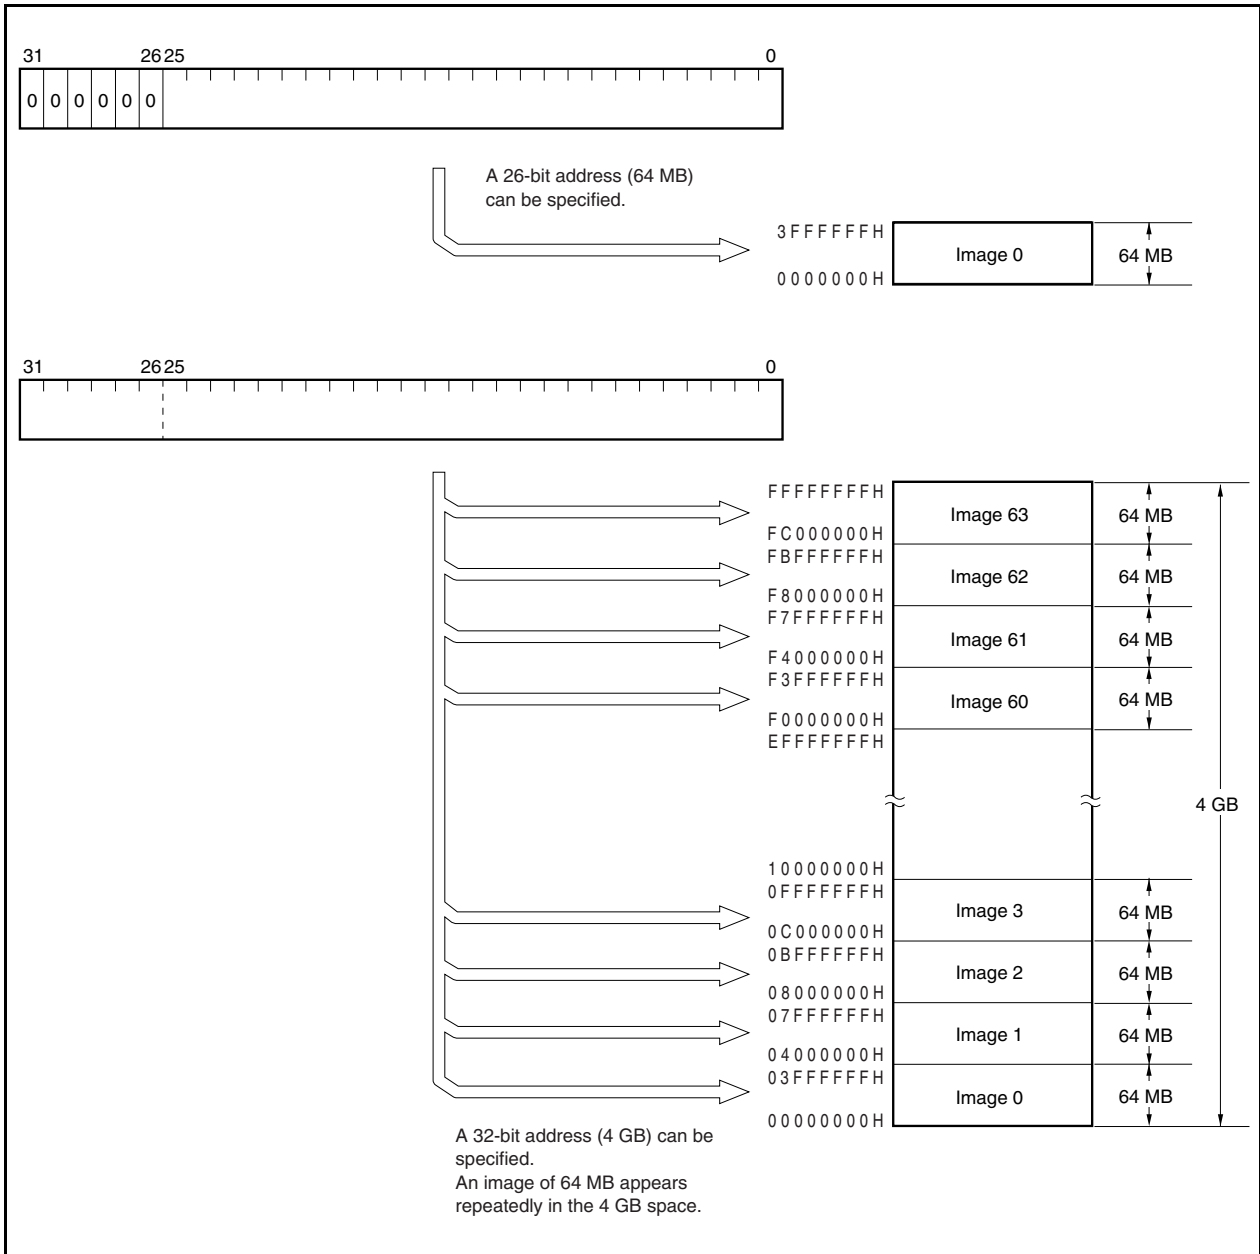 31 26 25 0
0 0 0 0 0 0
A 26-bit address (64 MB)
can be specified.
3FFFFFFH
Image 0
64 MB
0000000H
31 26 25 0
FFFFFFFFH
Image 63
64 MB
FC000000H
FBFFFFFFH
Image 62
64 MB
F8000000H
F7FFFFFFH
Image 61
64 MB
F4000000H
F3FFFFFFH
Image 60
64 MB
F0000000H
EFFFFFFFH
4 GB
10000000H
0FFFFFFFH
Image 3
64 MB
0C000000H
0BFFFFFFH
Image 2
64 MB
08000000H
07FFFFFFH
Image 1
64 MB
04000000H
03FFFFFFH
Image 0
64 MB
00000000H
A 32-bit address (4 GB) can be
specified.
An image of 64 MB appears
repeatedly in the 4 GB space.